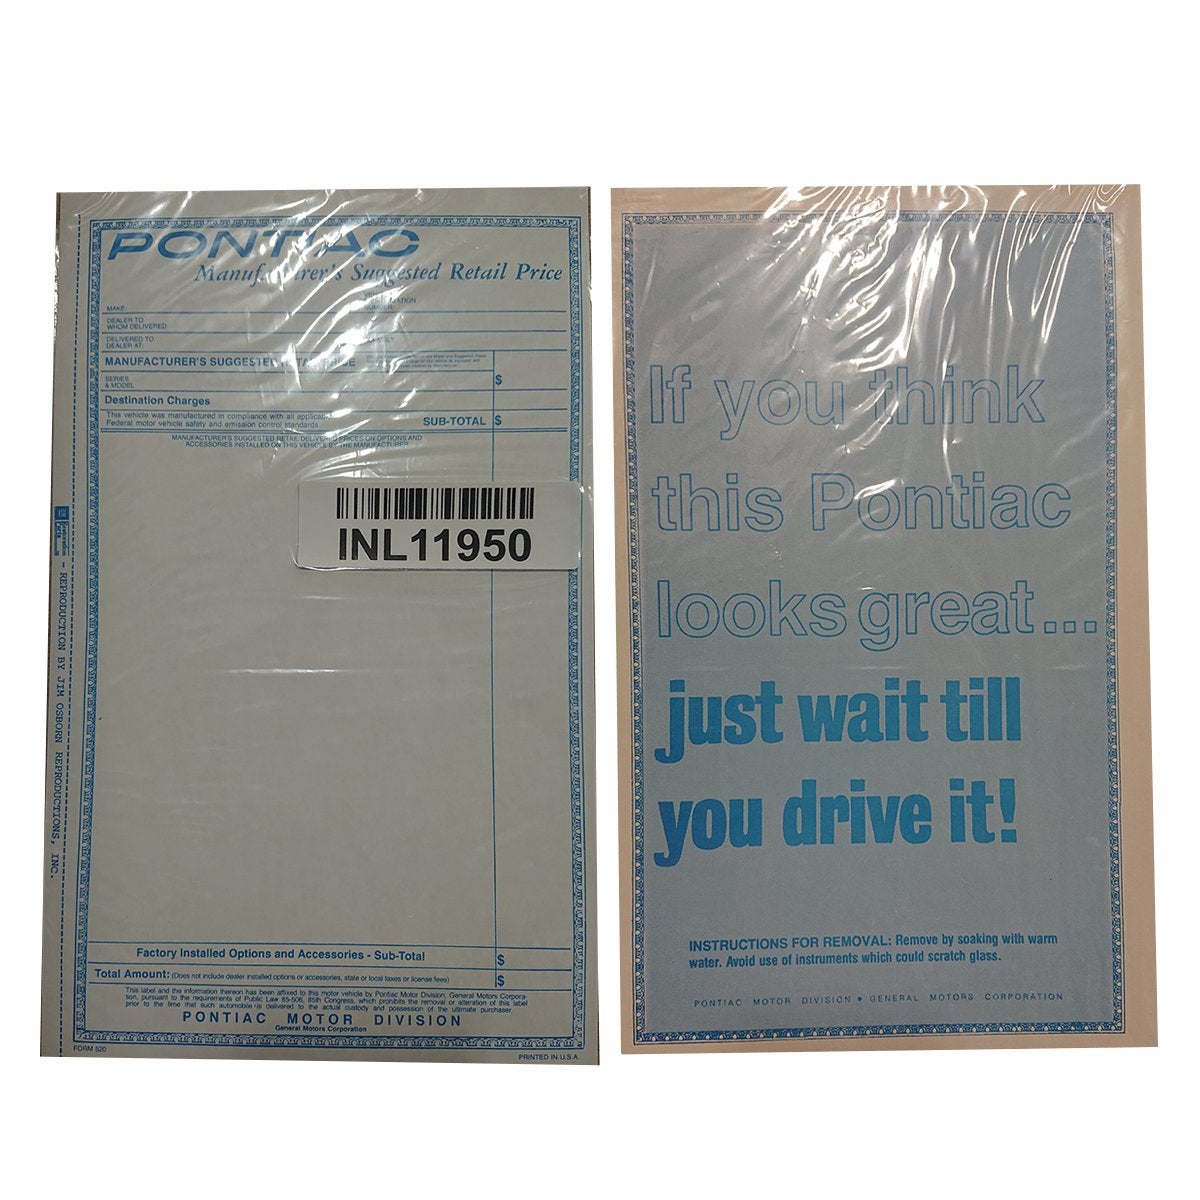 PONTIAC
Manufacturer's Suggested Retail Price
MAKE
NUMBER
DEALER TO
WHOM DELIVERED
DELIVERED TO
DEALER AT:
MANUFACTURER'S SUGGESTED
SERIES
& MODEL
$
Destination Charges
This vehicle was manufactured in compliance with all
Federal motor vehicle safety and emission control standards.
SUB-TOTAL $
MANUFACTURER'S SUGGESTED RETAIL DELIVERED PRICES ON OPTIONS AND
ACCESSORIES INSTALLED ON THIS VEHICLE BY THE MANUFACTURER
INL11950
REPRODUCTION BY JIM OSBORN REPRODUCTIONS, INC.
Factory Installed Options and Accessories - Sub-Total $
Total Amount: (Does not include dealer installed options or accessories, state or local taxes or license fees) $
This label and the information thereon has been affixed to this motor vehicle by Pontiac Motor Division, General Motors Corpora-
tion, pursuant to the requirements of Public Law 85-506, 85th Congress, which prohibits the removal or alteration of this label
prior to the time that such automobile is delivered to the actual custody and possession of the ultimate purchaser.
PONTIAC MOTOR DIVISION
General Motors Corporation
FORM 520
PRINTED IN U.S.A.
If you think
this Pontiac
looks great...
just wait till
you drive it!
INSTRUCTIONS FOR REMOVAL: Remove by soaking with warm
water. Avoid use of instruments which could scratch glass.
PONTIAC MOTOR DIVISION • GENERAL MOTORS CORPORATION